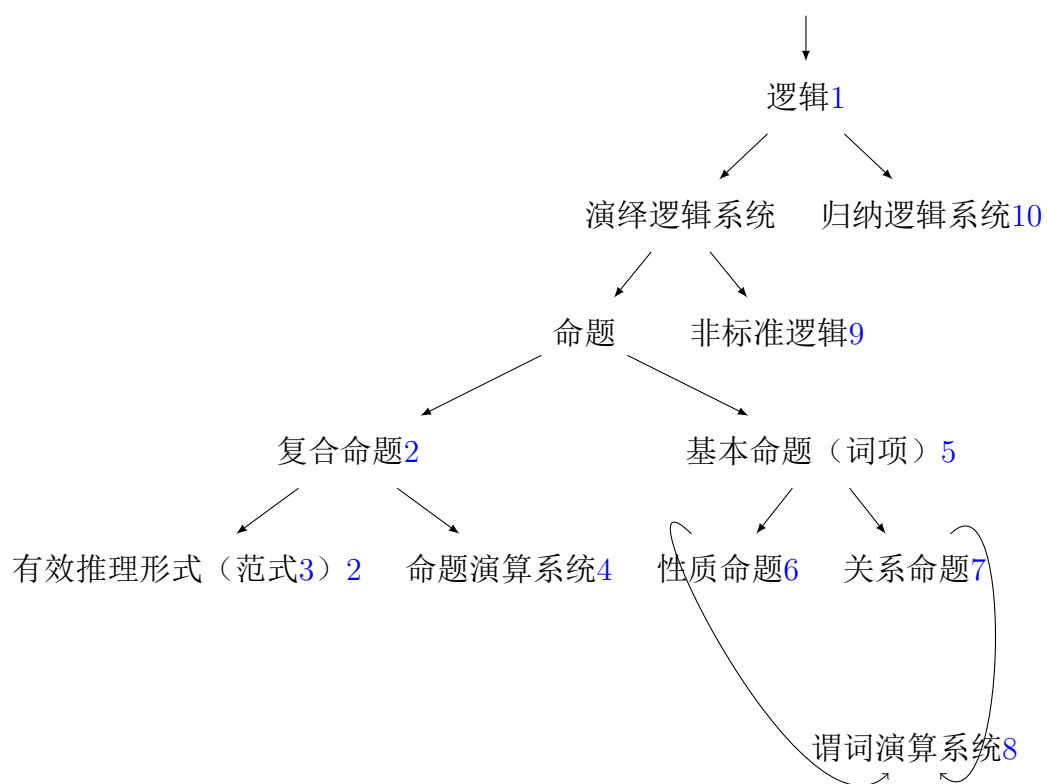 逻辑1
演绎逻辑系统 归纳逻辑系统10
命题 非标准逻辑9
复合命题2 基本命题（词项）5
有效推理形式（范式3）2 命题演算系统4 性质命题6 关系命题7
谓词演算系统8